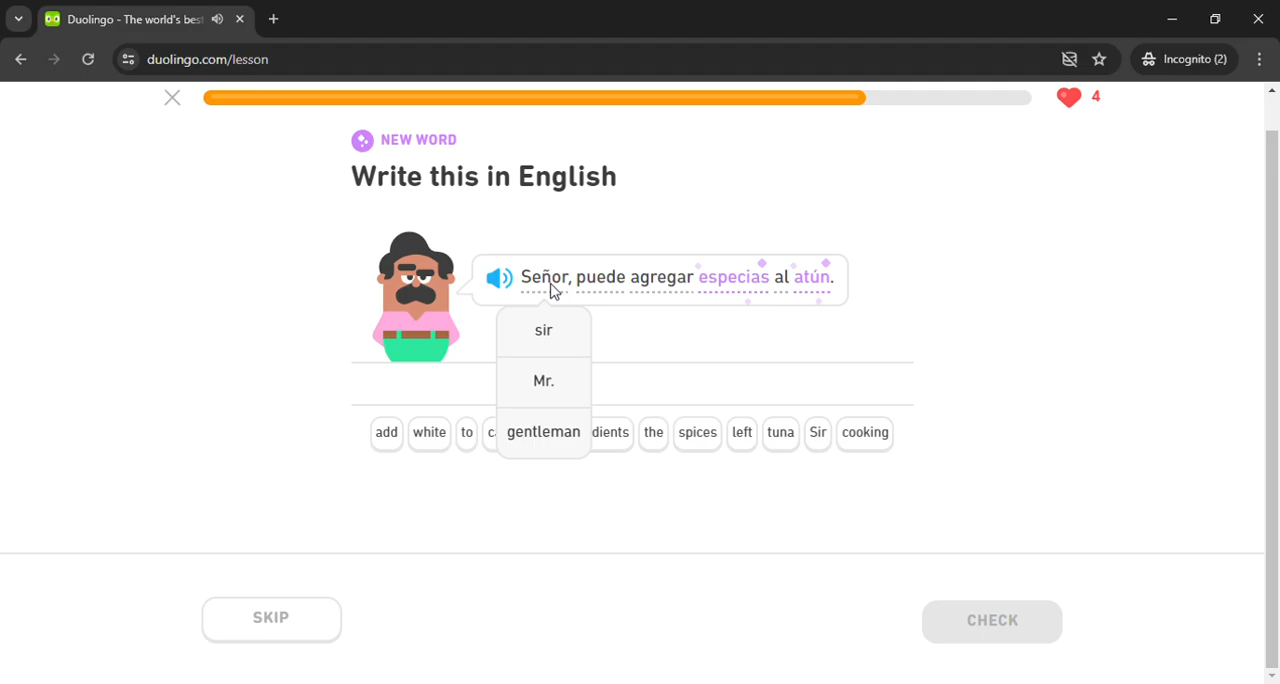 Duolingo - The world's best
duolingo.com/lesson
Incognito (2)
4
NEW WORD
Write this in English
Señor, puede agregar especias al atún.
sir
Mr.
gentleman
add white to dients the spices left tuna Sir cooking
SKIP
CHECK